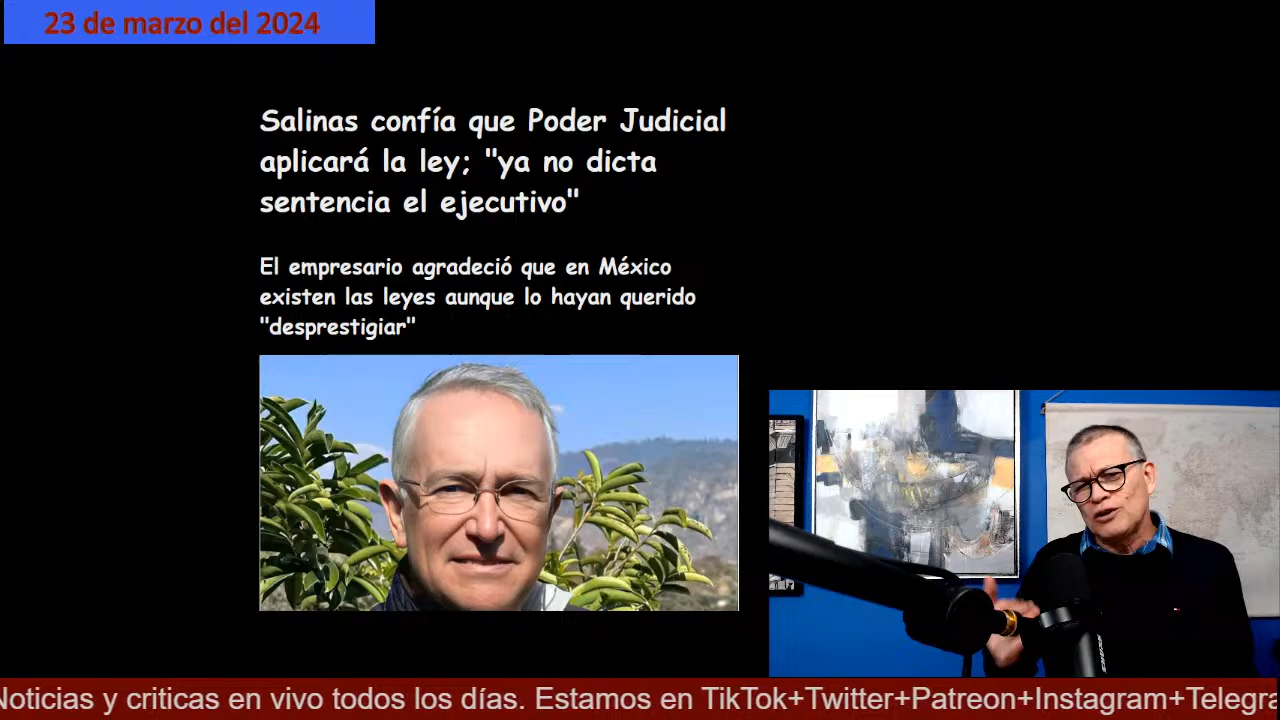 23 de marzo del 2024
Salinas confía que Poder Judicial
aplicará la ley; "ya no dicta
sentencia el ejecutivo"
El empresario agradeció que en México
existen las leyes aunque lo hayan querido
"desprestigiar"
Noticias y criticas en vivo todos los días. Estamos en TikTok+Twitter+Patreon+Instagram+Telegra